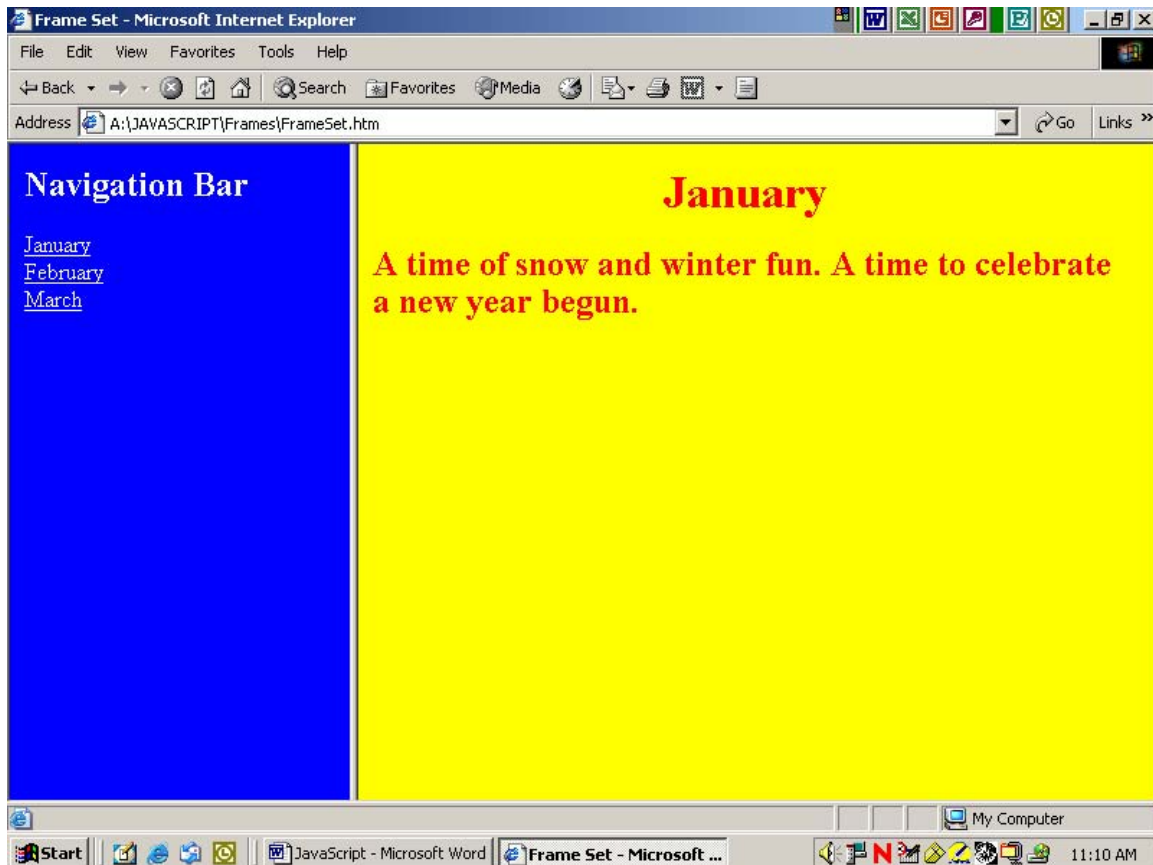 Frame Set - Microsoft Internet Explorer
File Edit View Favorites Tools Help
Back Search Favorites Media
Address A:\JAVASCRIPT\Frames\FrameSet.htm Go Links »
Navigation Bar
January
February
March
January
A time of snow and winter fun. A time to celebrate
a new year begun.
My Computer
Start JavaScript - Microsoft Word Frame Set - Microsoft ... N 11:10 AM